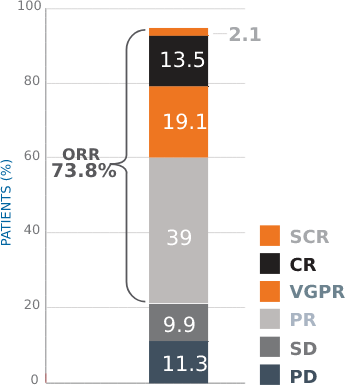 100
2.1
13.5
80
19.1
ORR
73.8%
60
PATIENTS (%)
39
40
SCR
CR
VGPR
20
PR
9.9
SD
11.3
PD
0